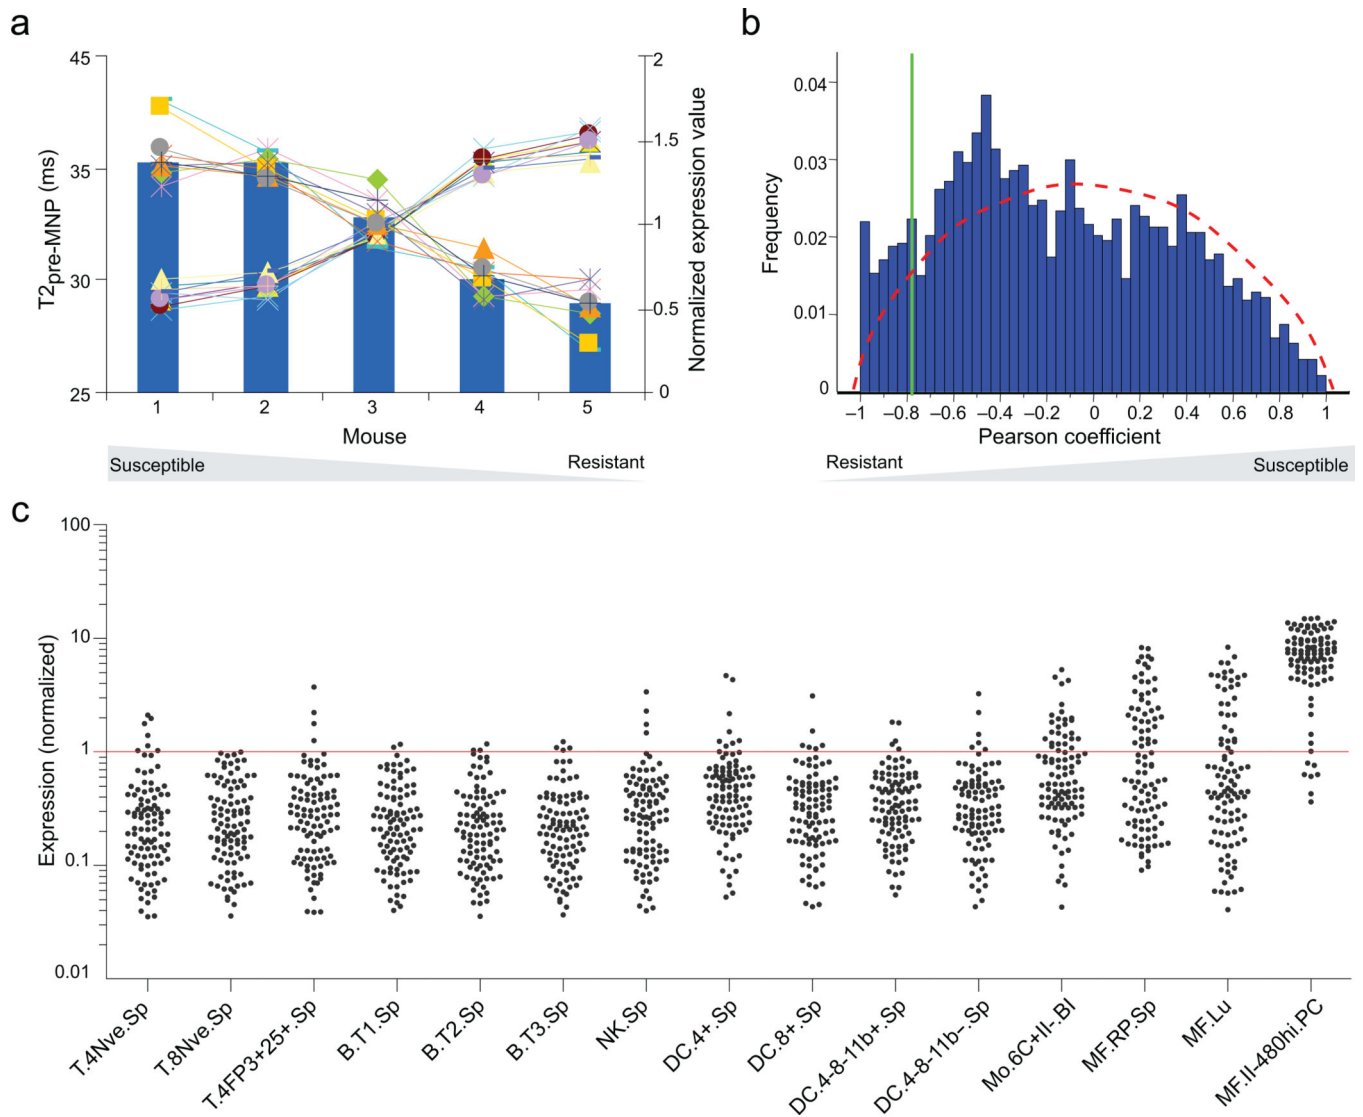 a
T2pre-MNP (ms)
45
35
30
25
2
1.5
1
0.5
0
Normalized expression value
1 2 3 4 5
Mouse
Susceptible Resistant
b
Frequency
0.04
0.03
0.02
0.01
0
–1 –0.8 –0.6 –0.4 –0.2 0 0.2 0.4 0.6 0.8 1
Pearson coefficient
Resistant Susceptible
c
Expression (normalized)
100
10
1
0.1
0.01
T.4Nve.Sp
T.8Nve.Sp
T.4FP3+25+.Sp
B.T1.Sp
B.T2.Sp
B.T3.Sp
NK.Sp
DC.4+.Sp
DC.8+.Sp
DC.4-8-11b+.Sp
DC.4-8-11b–.Sp
Mo.6C+II-.Bl
MF.RP.Sp
MF.Lu
MF.II-480hi.PC